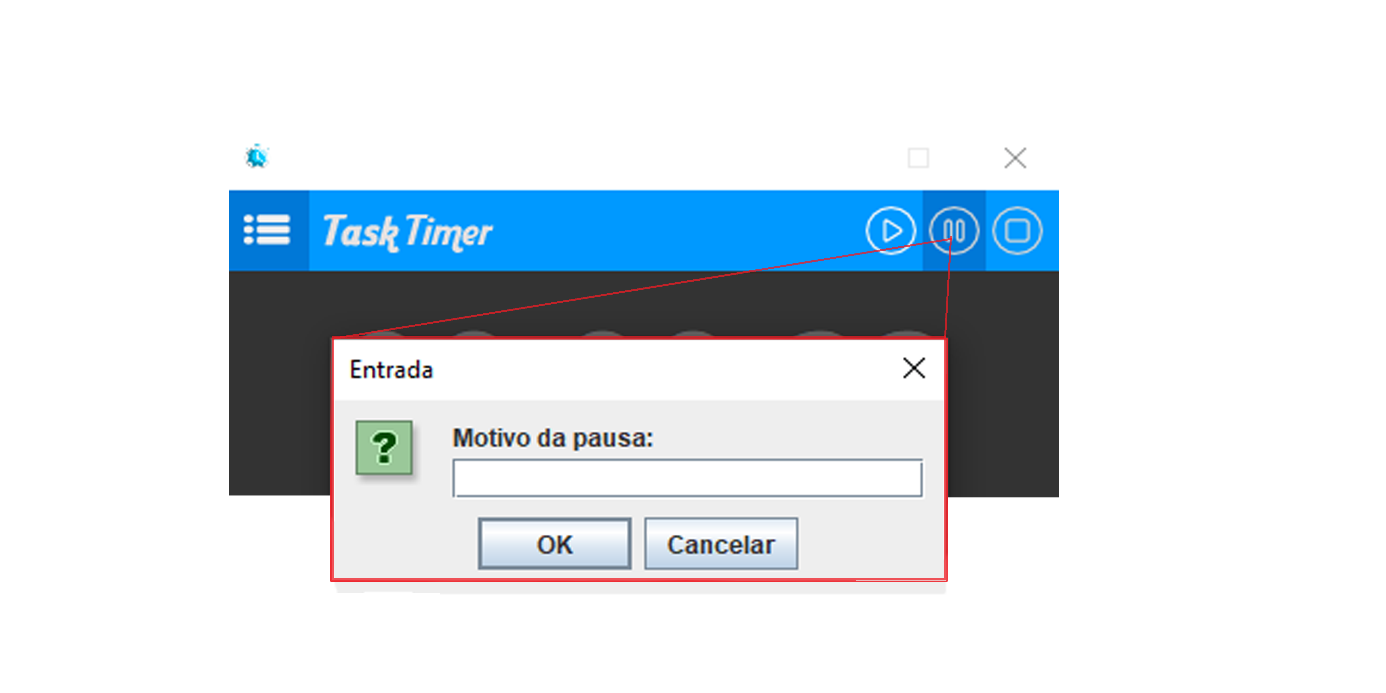 Task Timer
Entrada
?
Motivo da pausa:
OK
Cancelar